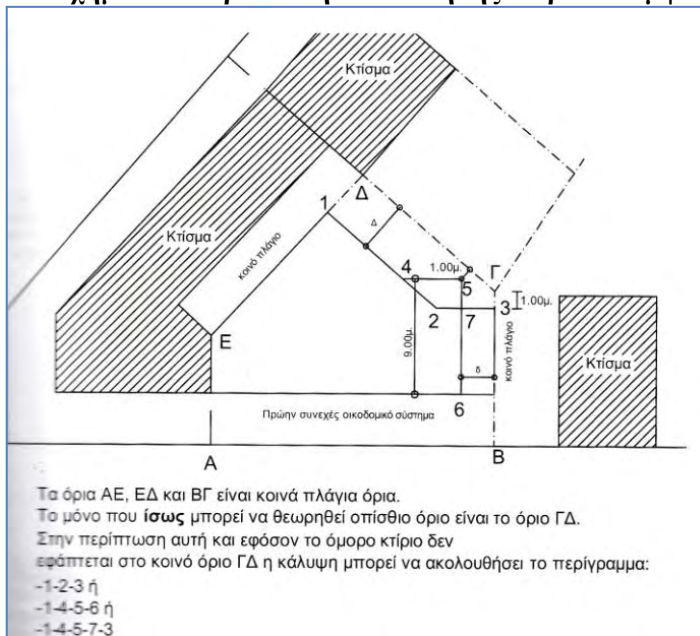 Κτίσμα
Κτίσμα
κοινό πλάγιο
Δ
1
Δ
4
1.00μ.
5
Γ
2
7
3
1.00μ.
Ε
9.00μ.
δ
κοινό πλάγιο
Κτίσμα
6
Πρώην συνεχές οικοδομικό σύστημα
Α
Β
Τα όρια ΑΕ, ΕΔ και ΒΓ είναι κοινά πλάγια όρια.
Το μόνο που ίσως μπορεί να θεωρηθεί οπίσθιο όριο είναι το όριο ΓΔ.
Στην περίπτωση αυτή και εφόσον το όμορο κτίριο δεν
εφάπτεται στο κοινό όριο ΓΔ η κάλυψη μπορεί να ακολουθήσει το περίγραμμα:
-1-2-3 ή
-1-4-5-6 ή
-1-4-5-7-3